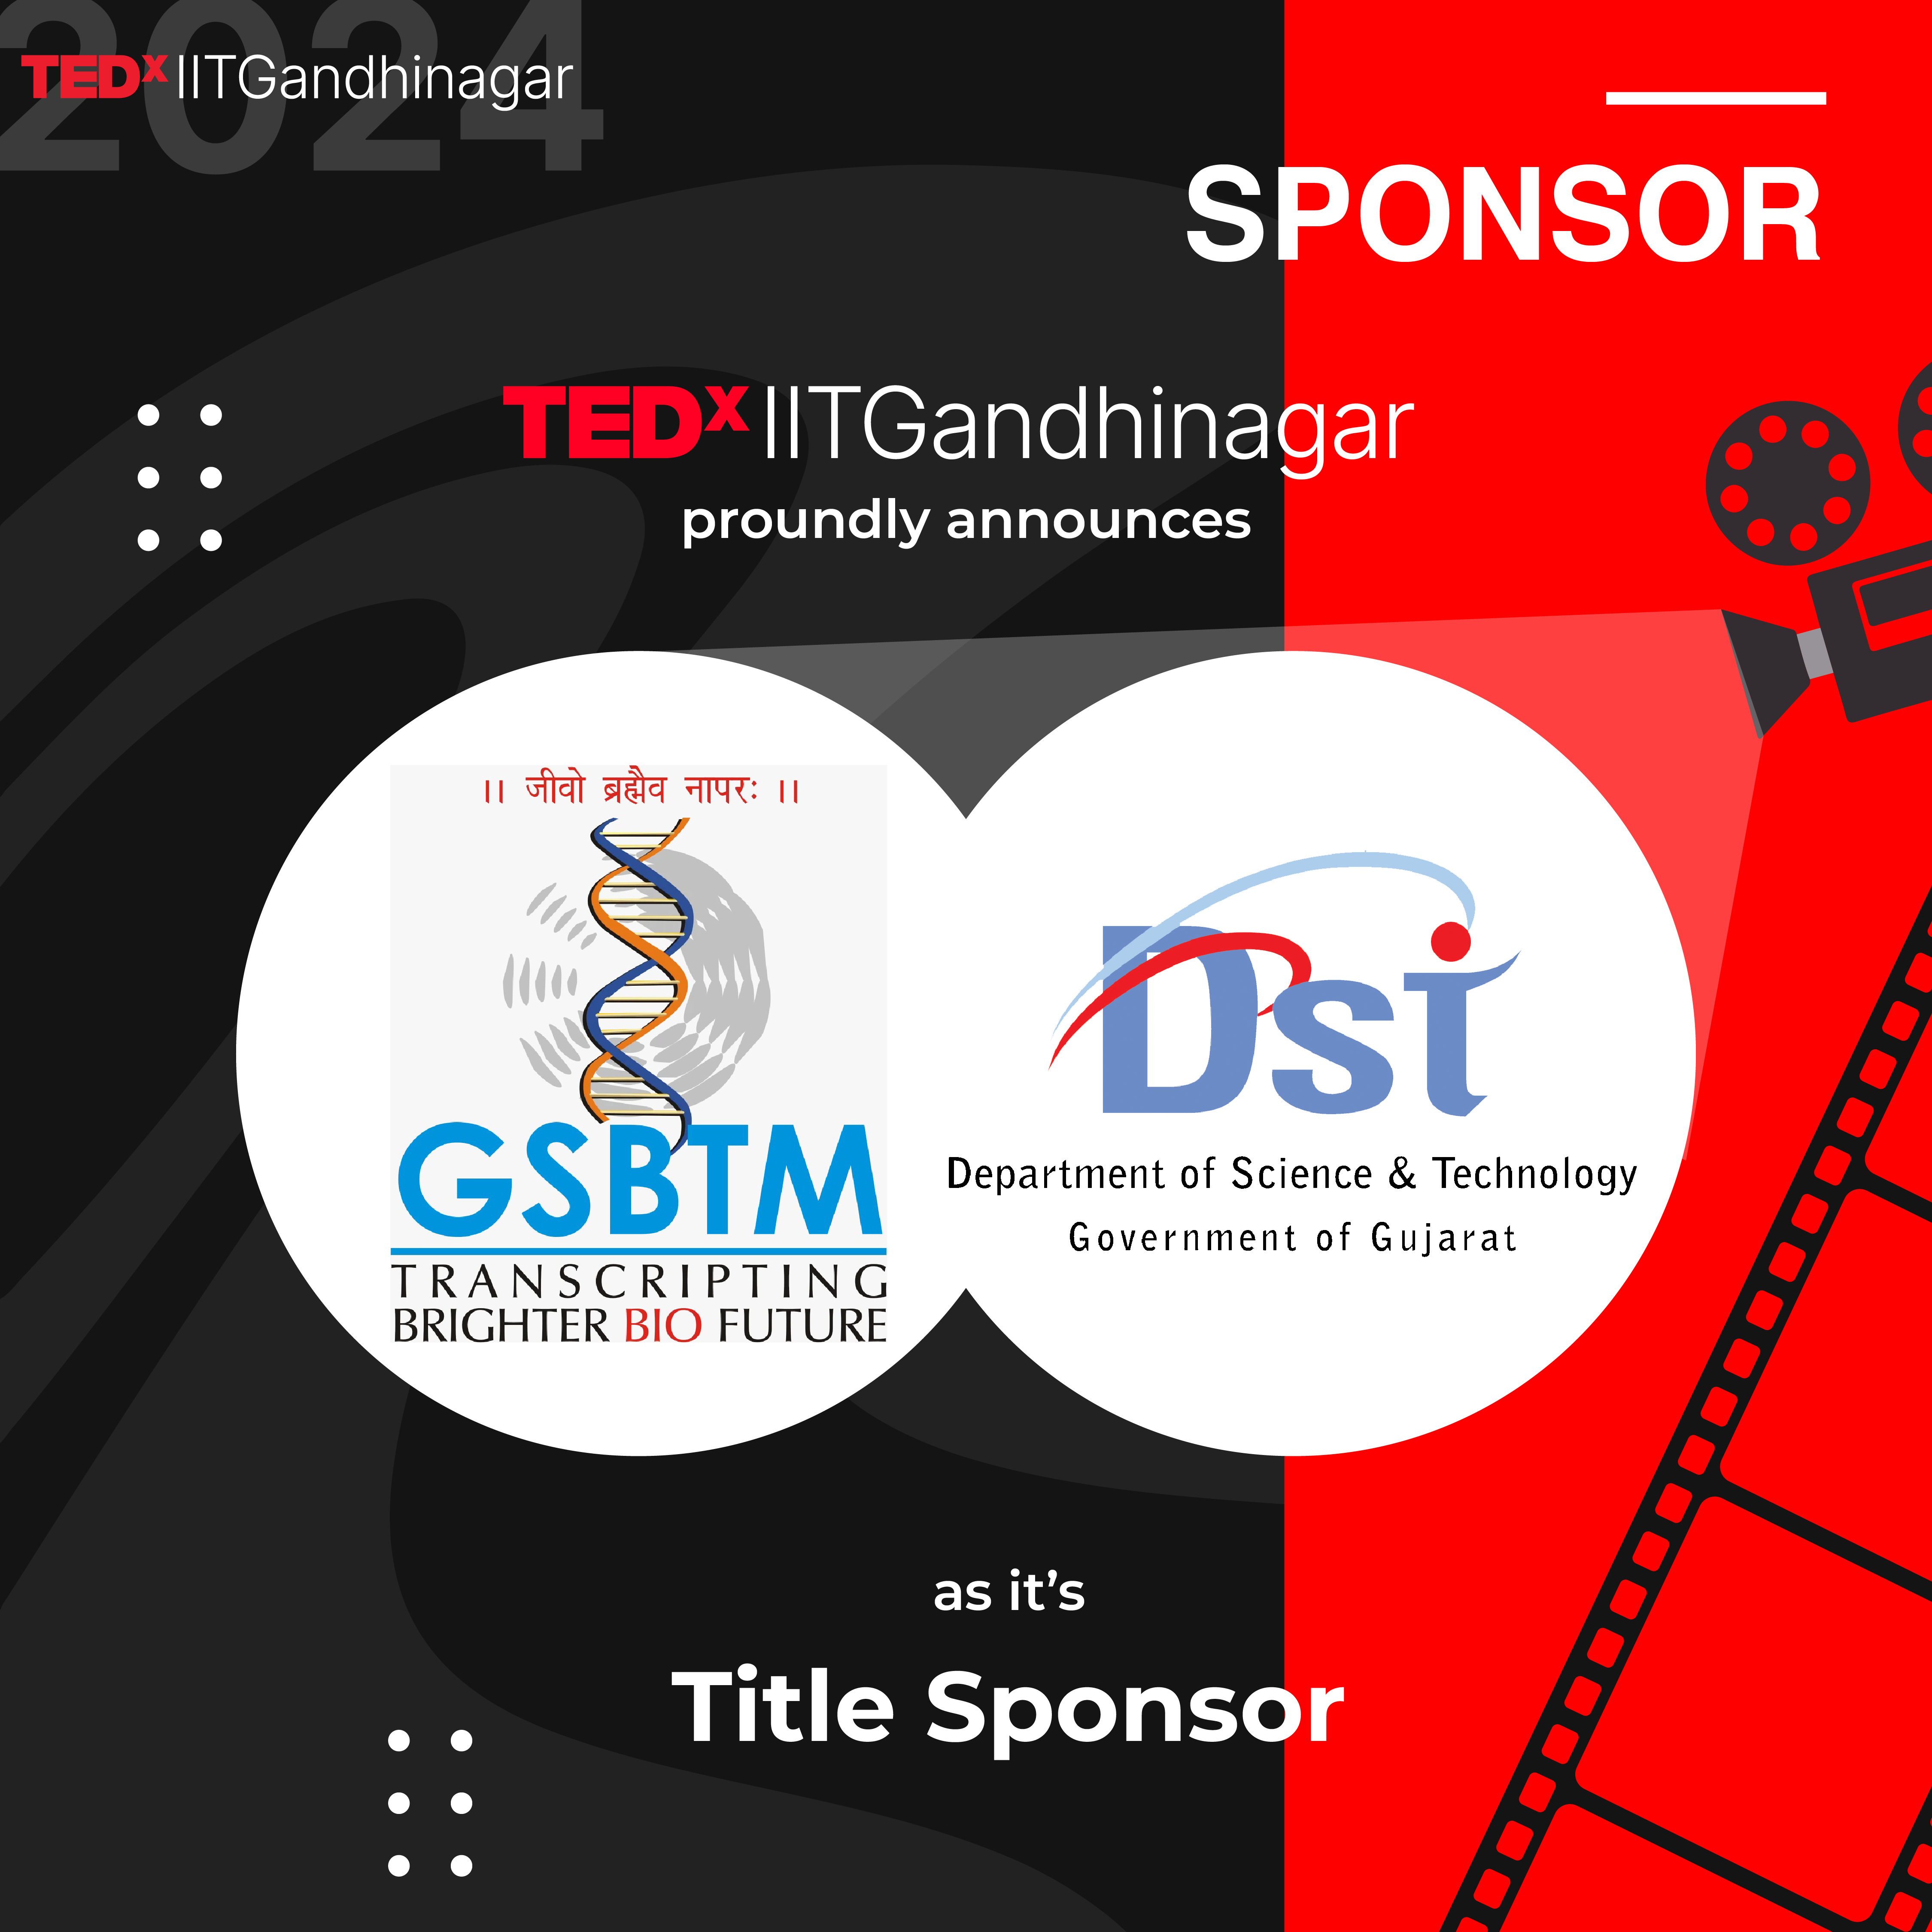 2024
TEDx IITGandhinagar
SPONSOR
TEDx IITGandhinagar
proundly announces
।। जीवो ब्रह्मैव नापरः ।।
GSBTM
TRANSCRIPTING
BRIGHTER BIO FUTURE
Dst
Department of Science & Technology
Government of Gujarat
as it's
Title Sponsor